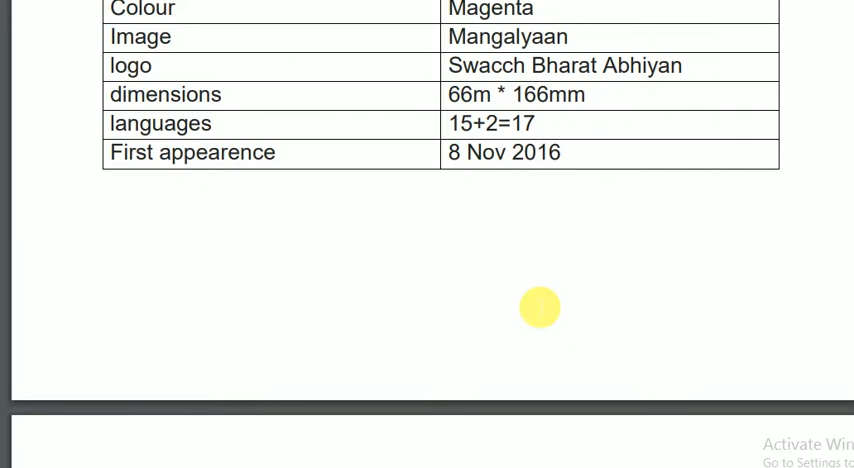 Colour Magenta
Image Mangalyaan
logo Swacch Bharat Abhiyan
dimensions 66m * 166mm
languages 15+2=17
First appearence 8 Nov 2016
Activate Win
Go to Settings to